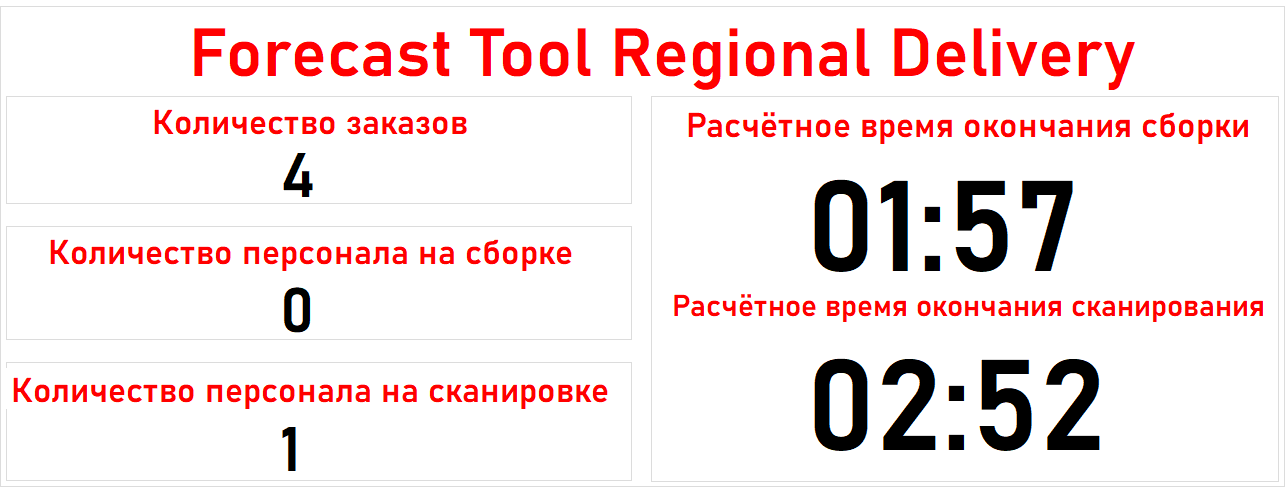 Forecast Tool Regional Delivery
Количество заказов
4
Количество персонала на сборке
0
Количество персонала на сканировке
1
Расчётное время окончания сборки
01:57
Расчётное время окончания сканирования
02:52